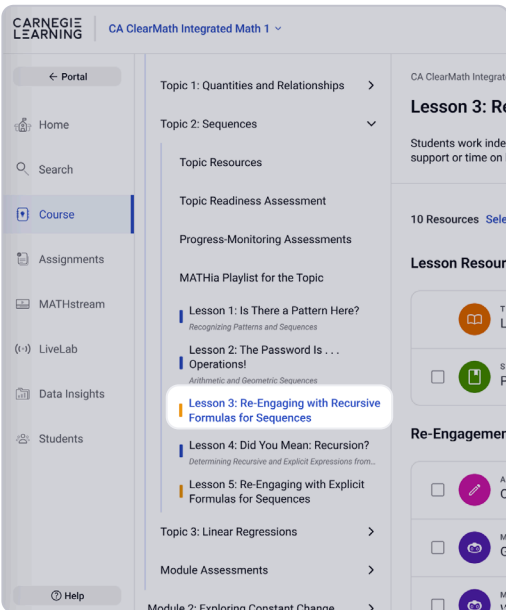 CARNEGIE
LEARNING
CA ClearMath Integrated Math 1
← Portal
Home
Search
Course
Assignments
MATHstream
LiveLab
Data Insights
Students
Help
Topic 1: Quantities and Relationships
Topic 2: Sequences
Topic Resources
Topic Readiness Assessment
Progress-Monitoring Assessments
MATHia Playlist for the Topic
Lesson 1: Is There a Pattern Here?
Recognizing Patterns and Sequences
Lesson 2: The Password Is . . .
Operations!
Arithmetic and Geometric Sequences
Lesson 3: Re-Engaging with Recursive
Formulas for Sequences
Lesson 4: Did You Mean: Recursion?
Determining Recursive and Explicit Expressions from...
Lesson 5: Re-Engaging with Explicit
Formulas for Sequences
Topic 3: Linear Regressions
Module Assessments
Module 2: Exploring Constant Change
CA ClearMath Integrat
Lesson 3: Re
Students work inde
support or time on
10 Resources Sele
Lesson Resour
Re-Engagemen